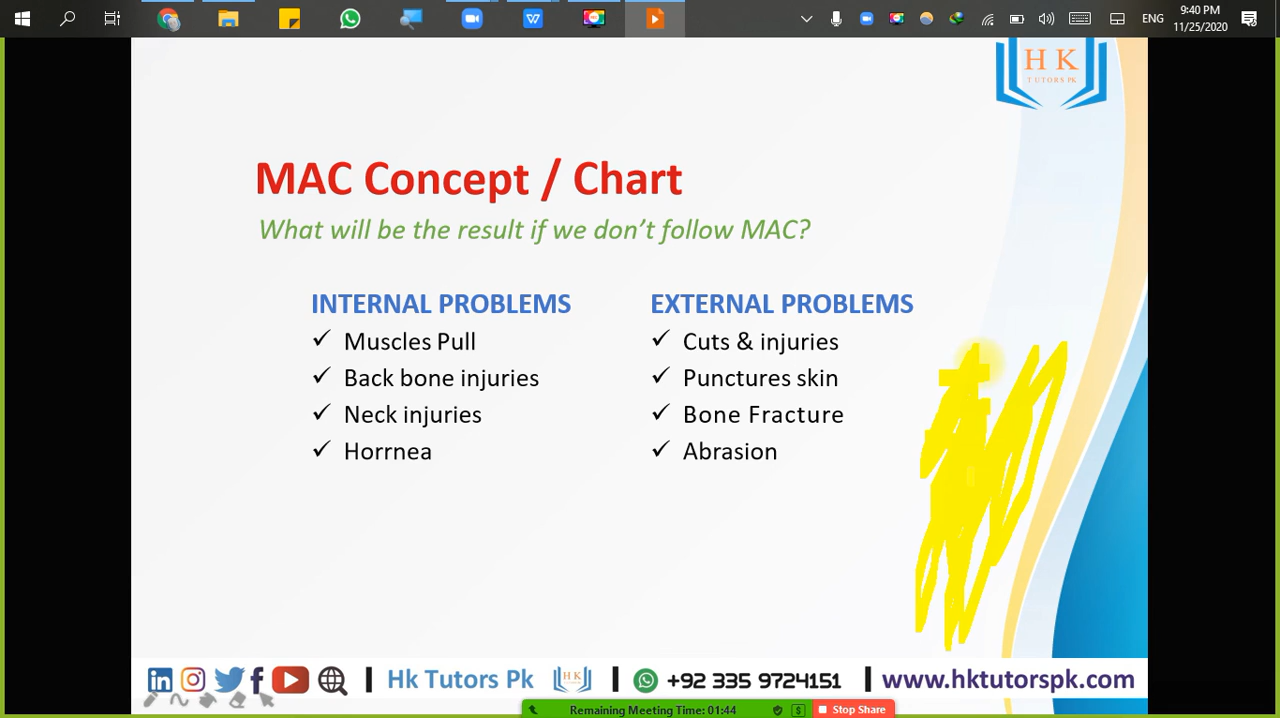 9:40 PM
ENG
11/25/2020
H K
TUTORS PK
MAC Concept / Chart
What will be the result if we don't follow MAC?
INTERNAL PROBLEMS
Muscles Pull
Back bone injuries
Neck injuries
Horrnea
EXTERNAL PROBLEMS
Cuts & injuries
Punctures skin
Bone Fracture
Abrasion
Hk Tutors Pk
H K
+92 335 9724151
www.hktutorspk.com
Remaining Meeting Time: 01:44
Stop Share